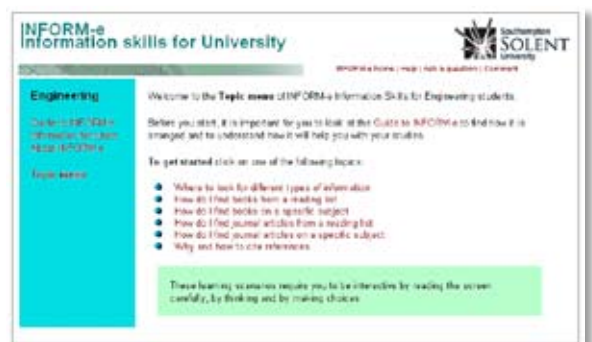 INFORM-e
Information skills for University
Southampton
SOLENT
University
INFORM-e home | Help | Ask a question | Comment
Engineering
Welcome to the Topic menu of INFORM-e Information Skills for Engineering students.
Guide to INFORM-e
Before you start, it is important for you to look at the Guide to INFORM-e to find how it is
arranged and to understand how it will help you with your studies.
About INFORM-e
To get started click on one of the following topics:
Topic menu
Where to look for different types of information
How do I find books from a reading list
How do I find books on a specific subject
How do I find journal articles from a reading list
How do I find journal articles on a specific subject
Why and how to cite references
These learning scenarios require you to be interactive by reading the screen
carefully, by thinking and by making choices